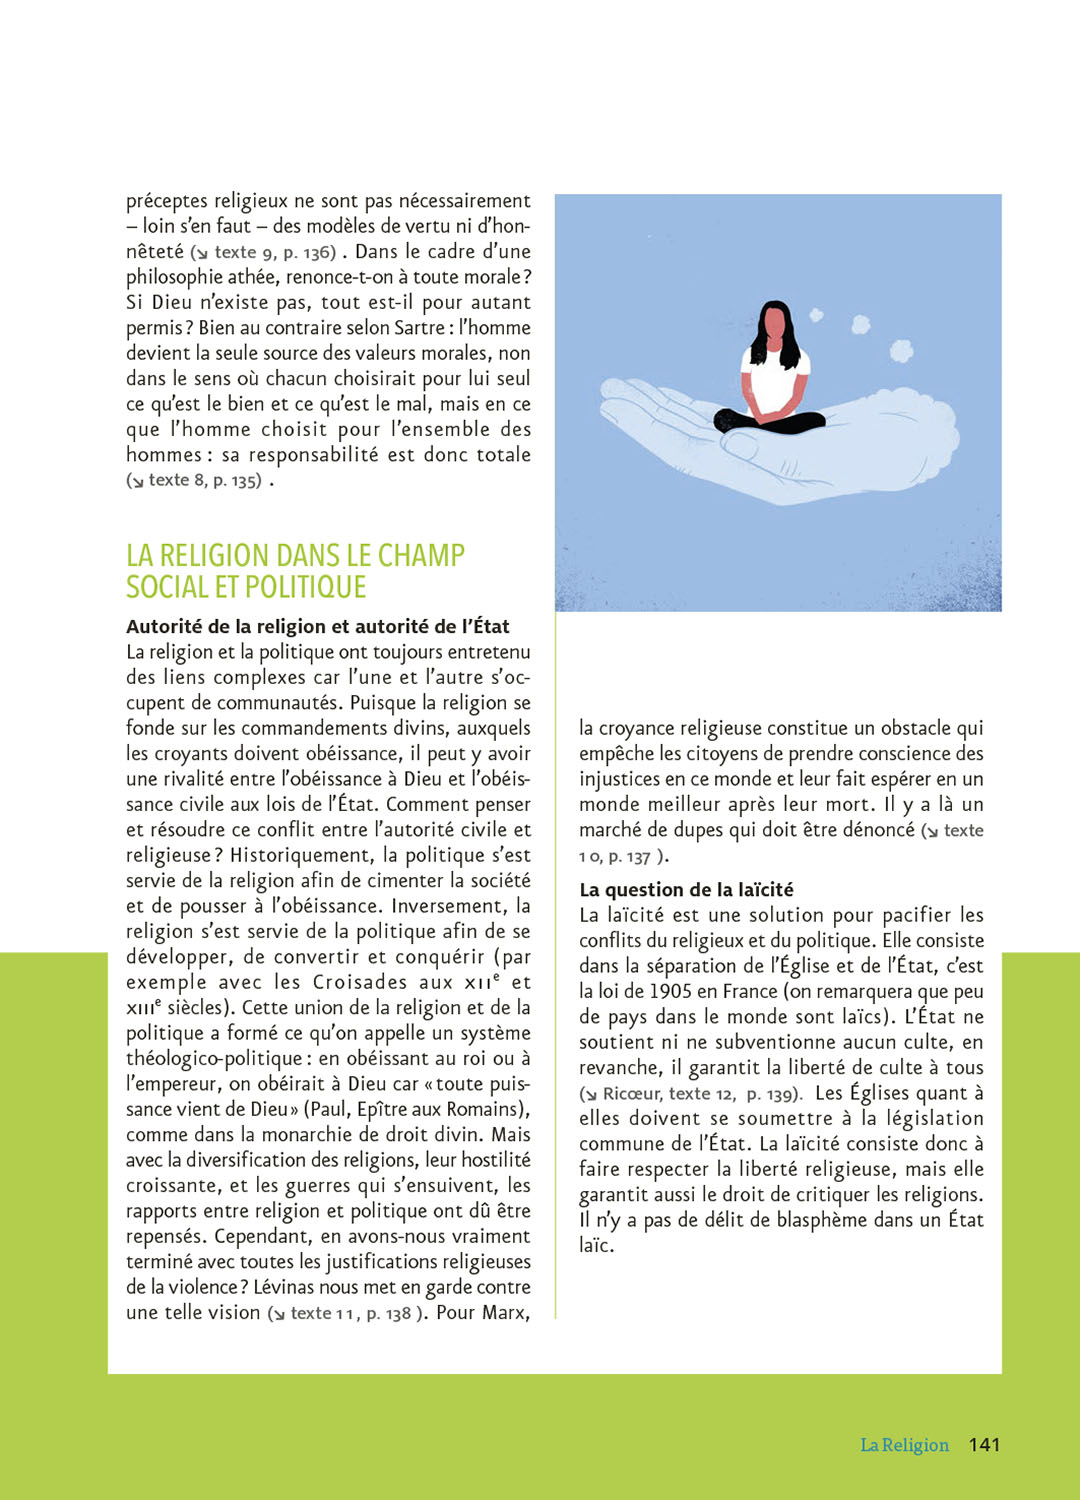 préceptes religieux ne sont pas nécessairement
– loin s'en faut – des modèles de vertu ni d'hon-
nêteté (↘ texte 9, p. 136) . Dans le cadre d'une
philosophie athée, renonce-t-on à toute morale ?
Si Dieu n'existe pas, tout est-il pour autant
permis ? Bien au contraire selon Sartre : l'homme
devient la seule source des valeurs morales, non
dans le sens où chacun choisirait pour lui seul
ce qu'est le bien et ce qu'est le mal, mais en ce
que l'homme choisit pour l'ensemble des
hommes : sa responsabilité est donc totale
(↘ texte 8, p. 135) .
LA RELIGION DANS LE CHAMP
SOCIAL ET POLITIQUE
Autorité de la religion et autorité de l'État
La religion et la politique ont toujours entretenu
des liens complexes car l'une et l'autre s'oc-
cupent de communautés. Puisque la religion se
fonde sur les commandements divins, auxquels
les croyants doivent obéissance, il peut y avoir
une rivalité entre l'obéissance à Dieu et l'obéis-
sance civile aux lois de l'État. Comment penser
et résoudre ce conflit entre l'autorité civile et
religieuse ? Historiquement, la politique s'est
servie de la religion afin de cimenter la société
et de pousser à l'obéissance. Inversement, la
religion s'est servie de la politique afin de se
développer, de convertir et conquérir (par
exemple avec les Croisades aux XIIe et
XIIIe siècles). Cette union de la religion et de la
politique a formé ce qu'on appelle un système
théologico-politique : en obéissant au roi ou à
l'empereur, on obéirait à Dieu car « toute puis-
sance vient de Dieu » (Paul, Epître aux Romains),
comme dans la monarchie de droit divin. Mais
avec la diversification des religions, leur hostilité
croissante, et les guerres qui s'ensuivent, les
rapports entre religion et politique ont dû être
repensés. Cependant, en avons-nous vraiment
terminé avec toutes les justifications religieuses
de la violence ? Lévinas nous met en garde contre
une telle vision (↘ texte 11, p. 138 ). Pour Marx,
la croyance religieuse constitue un obstacle qui
empêche les citoyens de prendre conscience des
injustices en ce monde et leur fait espérer en un
monde meilleur après leur mort. Il y a là un
marché de dupes qui doit être dénoncé (↘ texte
10, p. 137 ).
La question de la laïcité
La laïcité est une solution pour pacifier les
conflits du religieux et du politique. Elle consiste
dans la séparation de l'Église et de l'État, c'est
la loi de 1905 en France (on remarquera que peu
de pays dans le monde sont laïcs). L'État ne
soutient ni ne subventionne aucun culte, en
revanche, il garantit la liberté de culte à tous
(↘ Ricœur, texte 12, p. 139). Les Églises quant à
elles doivent se soumettre à la législation
commune de l'État. La laïcité consiste donc à
faire respecter la liberté religieuse, mais elle
garantit aussi le droit de critiquer les religions.
Il n'y a pas de délit de blasphème dans un État
laïc.
La Religion 141